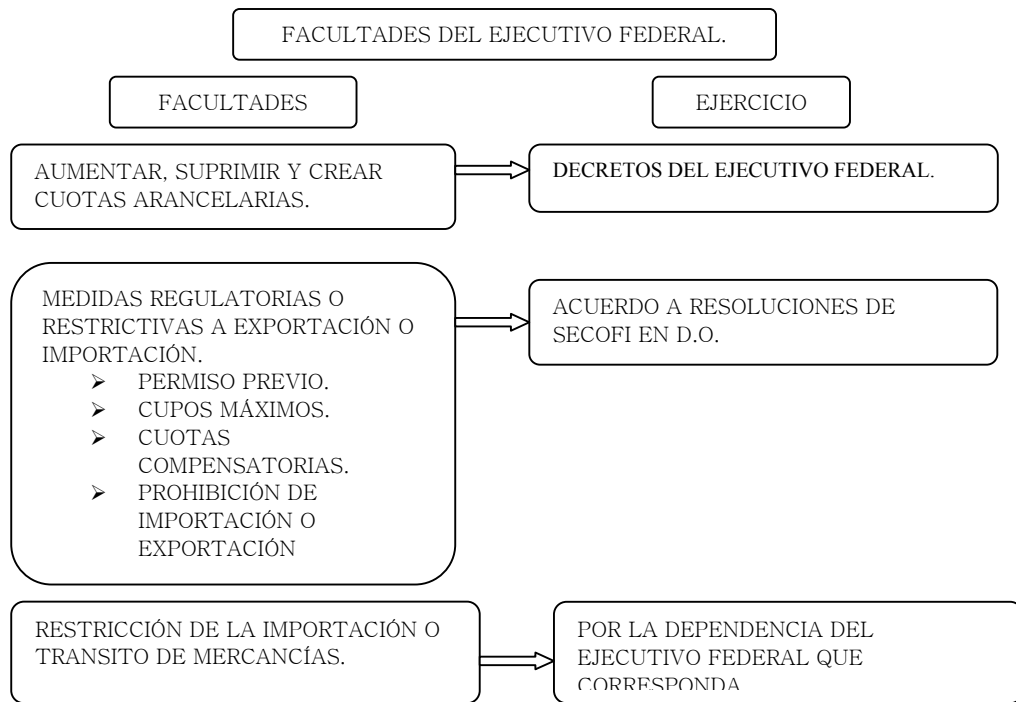 FACULTADES DEL EJECUTIVO FEDERAL.
FACULTADES
EJERCICIO
AUMENTAR, SUPRIMIR Y CREAR
CUOTAS ARANCELARIAS.
DECRETOS DEL EJECUTIVO FEDERAL.
MEDIDAS REGULATORIAS O
RESTRICTIVAS A EXPORTACIÓN O
IMPORTACIÓN.
➢ PERMISO PREVIO.
➢ CUPOS MÁXIMOS.
➢ CUOTAS
COMPENSATORIAS.
➢ PROHIBICIÓN DE
IMPORTACIÓN O
EXPORTACIÓN
ACUERDO A RESOLUCIONES DE
SECOFI EN D.O.
RESTRICCIÓN DE LA IMPORTACIÓN O
TRANSITO DE MERCANCÍAS.
POR LA DEPENDENCIA DEL
EJECUTIVO FEDERAL QUE
CORRESPONDA